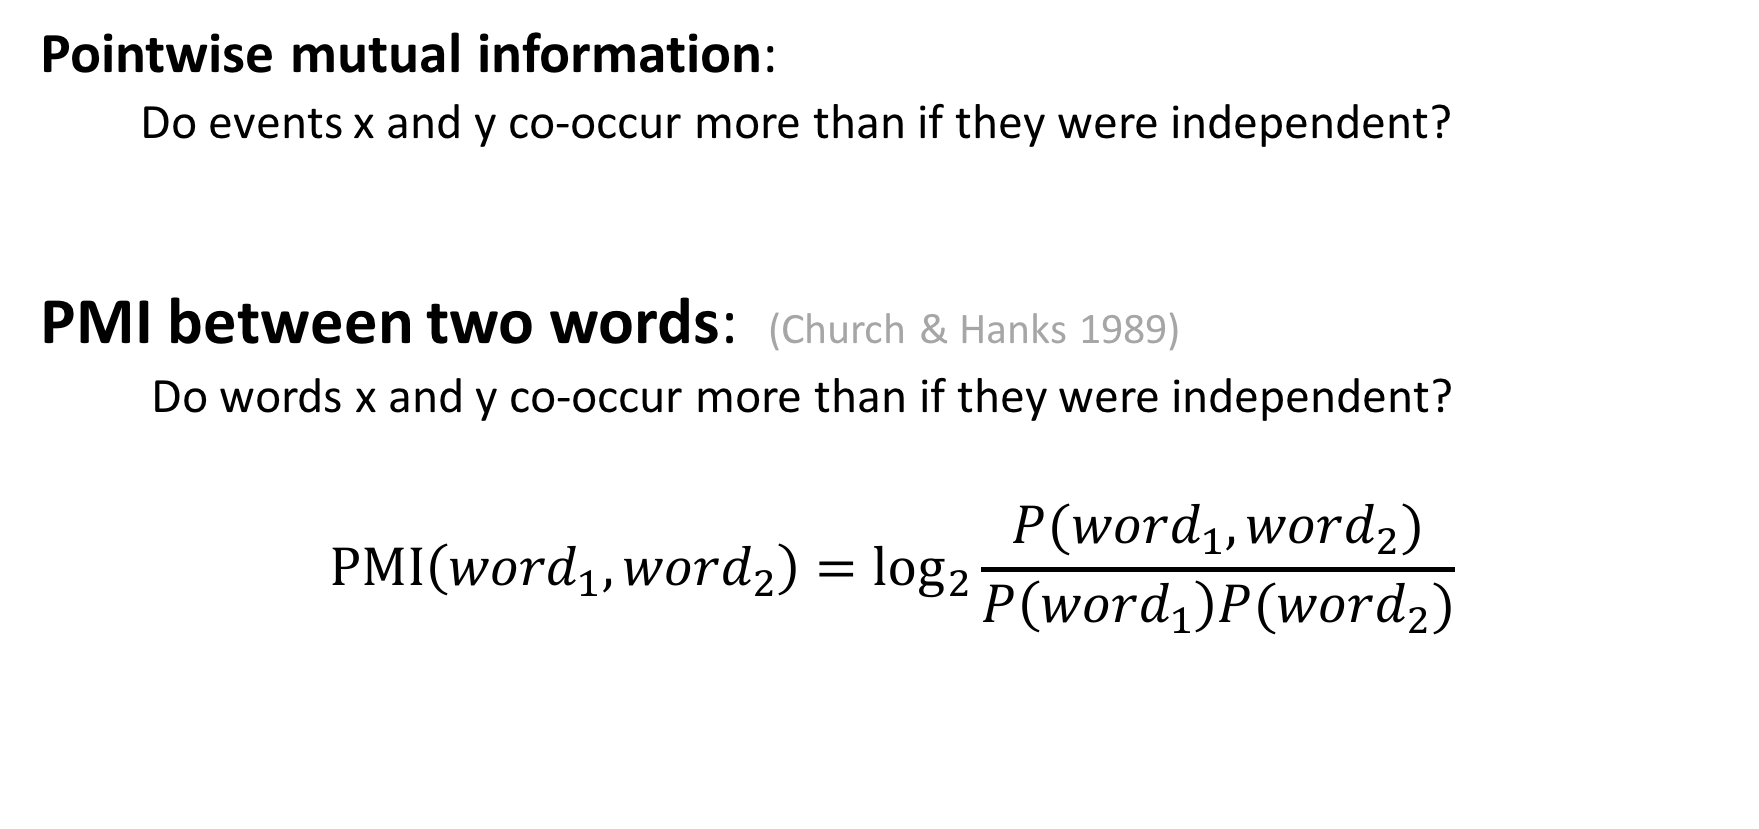 Pointwise mutual information:
Do events x and y co-occur more than if they were independent?
PMI between two words: (Church & Hanks 1989)
Do words x and y co-occur more than if they were independent?
PMI(word₁, word₂) = log₂ P(word₁, word₂) / P(word₁)P(word₂)